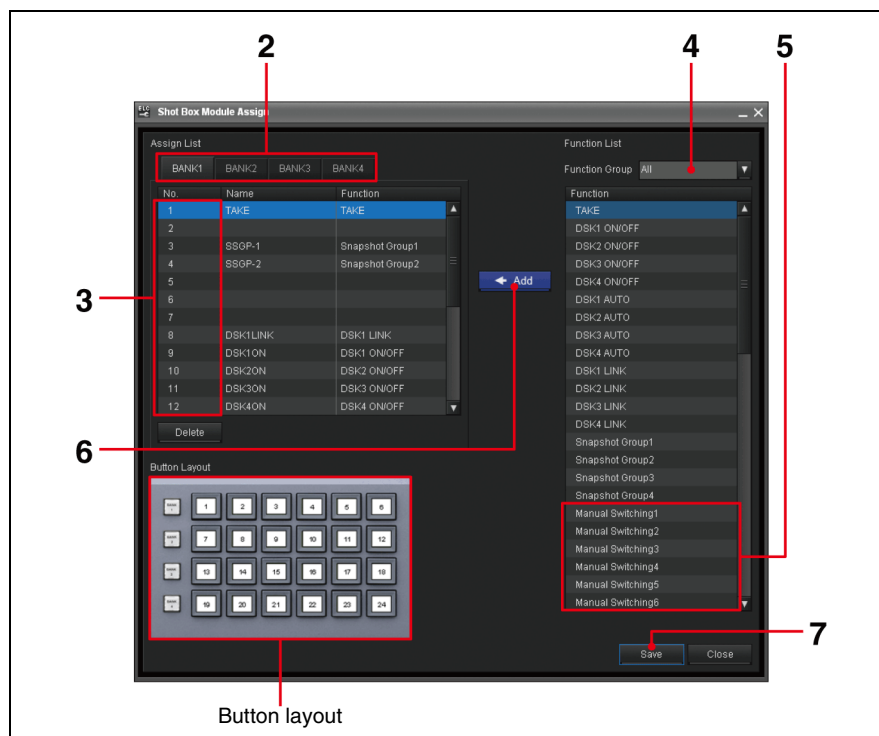 2
4
5
ELC
Shot Box Module Assign
Assign List
Function List
BANK1 BANK2 BANK3 BANK4
Function Group All
No. Name Function
Function
1 TAKE TAKE
2
3 SSGP-1 Snapshot Group1
4 SSGP-2 Snapshot Group2
5
6
7
8 DSK1LINK DSK1 LINK
9 DSK1ON DSK1 ON/OFF
10 DSK2ON DSK2 ON/OFF
11 DSK3ON DSK3 ON/OFF
12 DSK4ON DSK4 ON/OFF
Delete
3
Add
6
TAKE
DSK1 ON/OFF
DSK2 ON/OFF
DSK3 ON/OFF
DSK4 ON/OFF
DSK1 AUTO
DSK2 AUTO
DSK3 AUTO
DSK4 AUTO
DSK1 LINK
DSK2 LINK
DSK3 LINK
DSK4 LINK
Snapshot Group1
Snapshot Group2
Snapshot Group3
Snapshot Group4
Manual Switching1
Manual Switching2
Manual Switching3
Manual Switching4
Manual Switching5
Manual Switching6
Button Layout
1 2 3 4 5 6
7 8 9 10 11 12
13 14 15 16 17 18
19 20 21 22 23 24
7
Save Close
Button layout